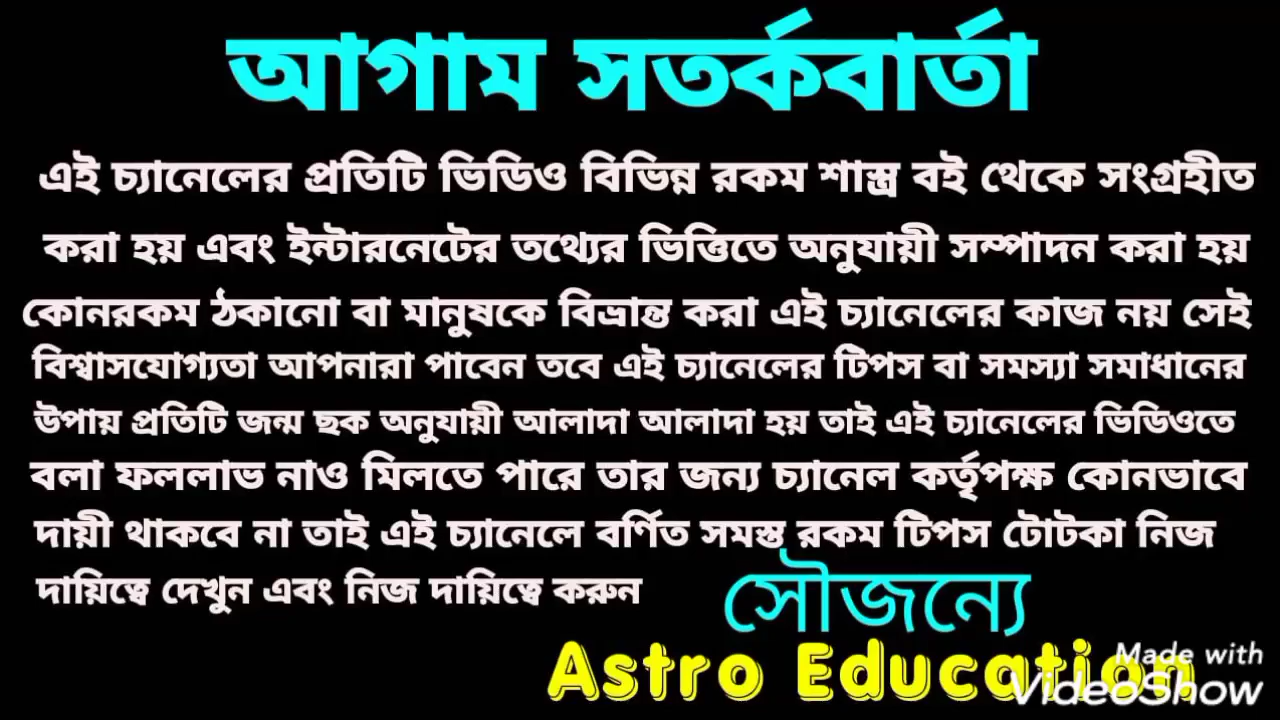 আগাম সতর্কবার্তা
এই চ্যানেলের প্রতিটি ভিডিও বিভিন্ন রকম শাস্ত্র বই থেকে সংগ্রহীত
করা হয় এবং ইন্টারনেটের তথ্যের ভিত্তিতে অনুযায়ী সম্পাদন করা হয়
কোনরকম ঠকানো বা মানুষকে বিভ্রান্ত করা এই চ্যানেলের কাজ নয় সেই
বিশ্বাসযোগ্যতা আপনারা পাবেন তবে এই চ্যানেলের টিপস বা সমস্যা সমাধানের
উপায় প্রতিটি জন্ম ছক অনুযায়ী আলাদা আলাদা হয় তাই এই চ্যানেলের ভিডিওতে
বলা ফললাভ নাও মিলতে পারে তার জন্য চ্যানেল কর্তৃপক্ষ কোনভাবে
দায়ী থাকবে না তাই এই চ্যানেলে বর্ণিত সমস্ত রকম টিপস টোটকা নিজ
দায়িত্বে দেখুন এবং নিজ দায়িত্বে করুন
সৌজন্যে
Astro Education
Made with
VideoShow